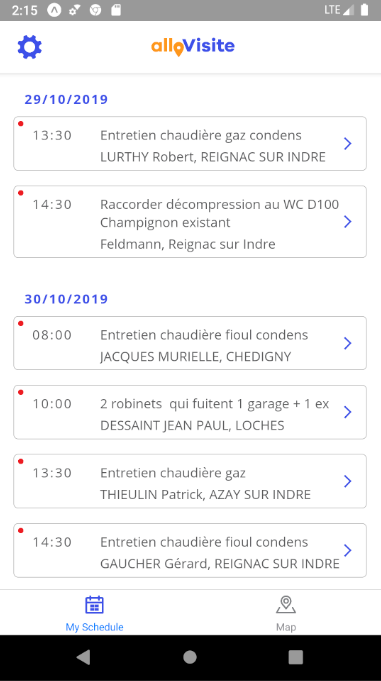 2:15
LTE
alloVisite
29/10/2019
13:30
Entretien chaudière gaz condens
LURTHY Robert, REIGNAC SUR INDRE
14:30
Raccorder décompression au WC D100
Champignon existant
Feldmann, Reignac sur Indre
30/10/2019
08:00
Entretien chaudière fioul condens
JACQUES MURIELLE, CHEDIGNY
10:00
2 robinets  qui fuitent 1 garage + 1 ex
DESSAINT JEAN PAUL, LOCHES
13:30
Entretien chaudière gaz
THIEULIN Patrick, AZAY SUR INDRE
14:30
Entretien chaudière fioul condens
GAUCHER Gérard, REIGNAC SUR INDRE
My Schedule
Map